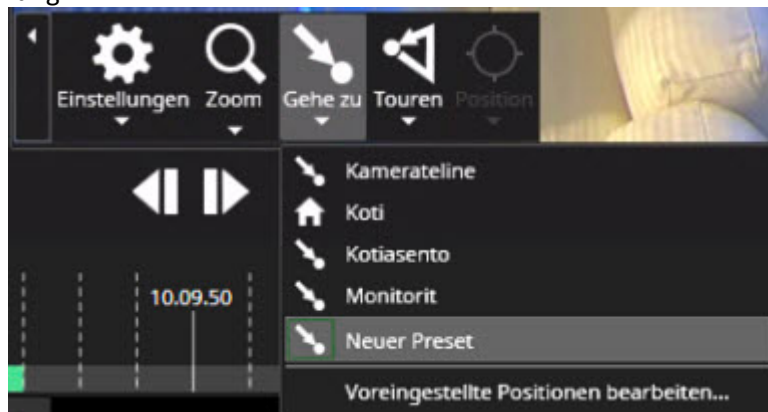 Einstellungen Zoom Gehe zu Touren Position
Kamerateline
Koti
Kotiasento
10.09.50 Monitorit
Neuer Preset
Voreingestellte Positionen bearbeiten...